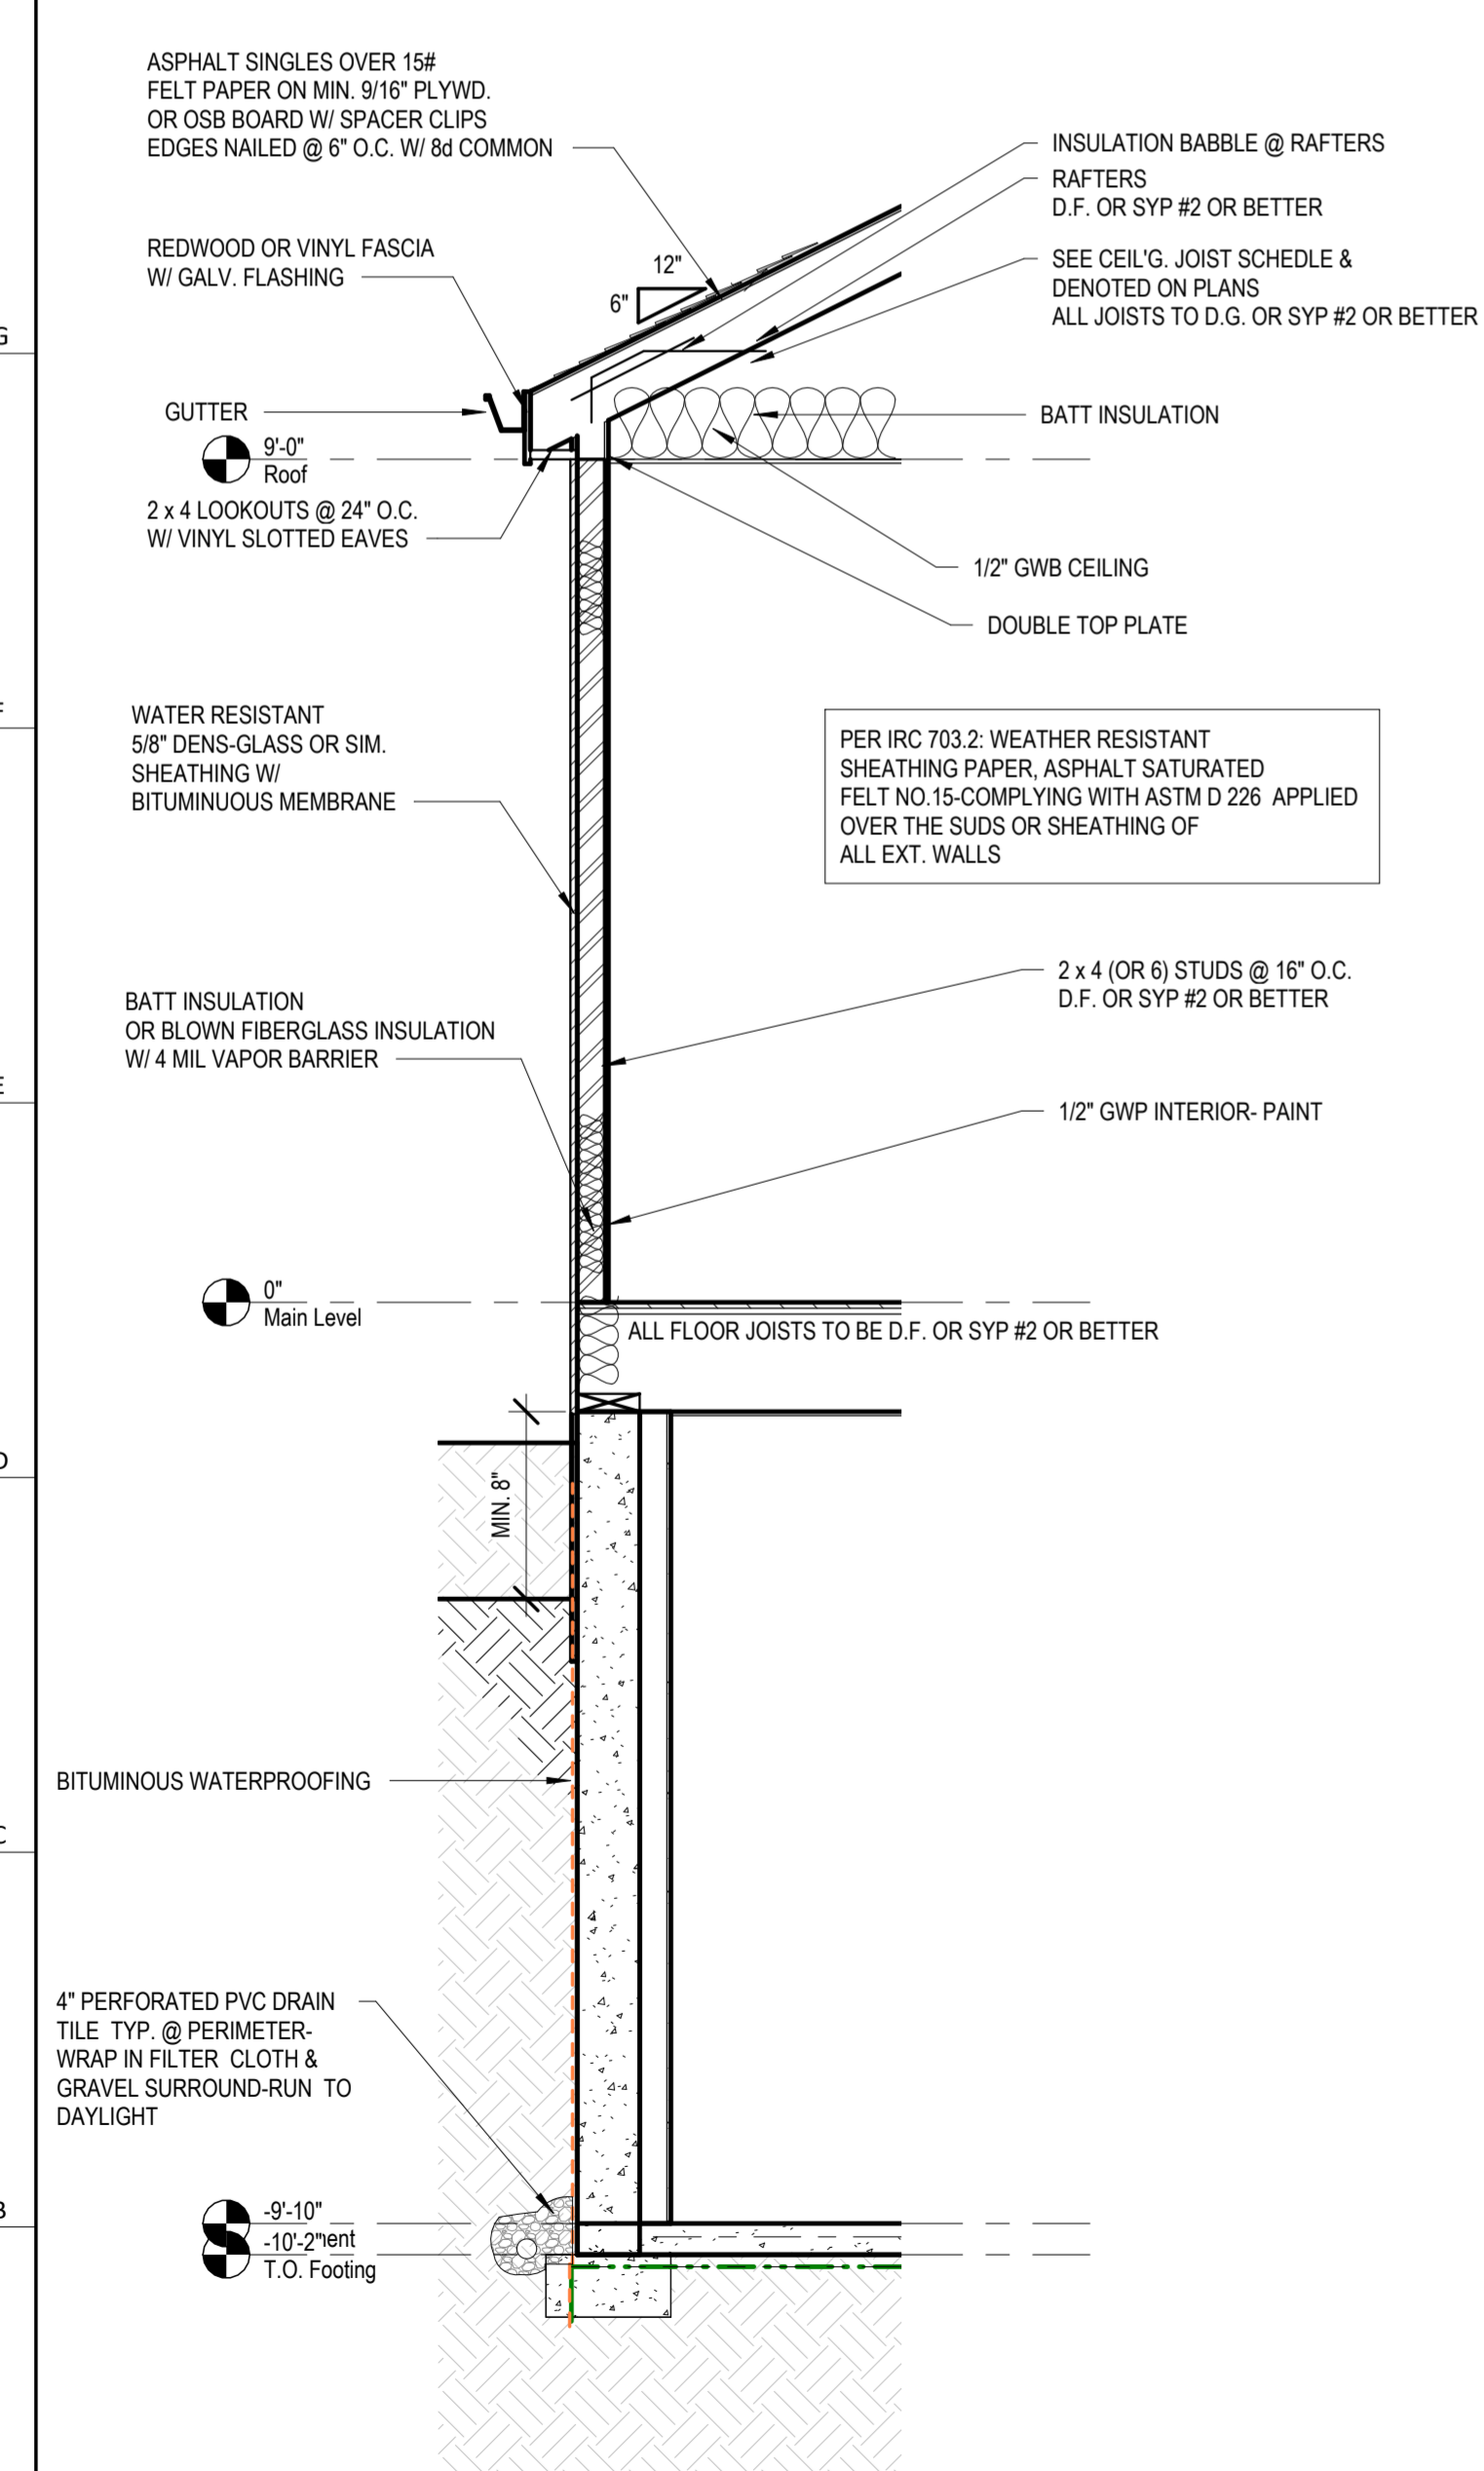 ASPHALT SINGLES OVER 15#
FELT PAPER ON MIN. 9/16" PLYWD.
OR OSB BOARD W/ SPACER CLIPS
EDGES NAILED @ 6" O.C. W/ 8d COMMON
INSULATION BABBLE @ RAFTERS
RAFTERS
D.F. OR SYP #2 OR BETTER
REDWOOD OR VINYL FASCIA
W/ GALV. FLASHING
12"
6"
SEE CEIL'G. JOIST SCHEDLE &
DENOTED ON PLANS
ALL JOISTS TO D.G. OR SYP #2 OR BETTER
G
GUTTER
BATT INSULATION
9'-0"
Roof
2 x 4 LOOKOUTS @ 24" O.C.
W/ VINYL SLOTTED EAVES
1/2" GWB CEILING
DOUBLE TOP PLATE
F
WATER RESISTANT
5/8" DENS-GLASS OR SIM.
SHEATHING W/
BITUMINUOUS MEMBRANE
PER IRC 703.2: WEATHER RESISTANT
SHEATHING PAPER, ASPHALT SATURATED
FELT NO.15-COMPLYING WITH ASTM D 226 APPLIED
OVER THE SUDS OR SHEATHING OF
ALL EXT. WALLS
2 x 4 (OR 6) STUDS @ 16" O.C.
D.F. OR SYP #2 OR BETTER
BATT INSULATION
OR BLOWN FIBERGLASS INSULATION
W/ 4 MIL VAPOR BARRIER
E
1/2" GWP INTERIOR- PAINT
0"
Main Level
ALL FLOOR JOISTS TO BE D.F. OR SYP #2 OR BETTER
D
MIN. 8"
BITUMINOUS WATERPROOFING
C
4" PERFORATED PVC DRAIN
TILE TYP. @ PERIMETER-
WRAP IN FILTER CLOTH &
GRAVEL SURROUND-RUN TO
DAYLIGHT
B
-9'-10"
-10'-2"
T.O. Footing